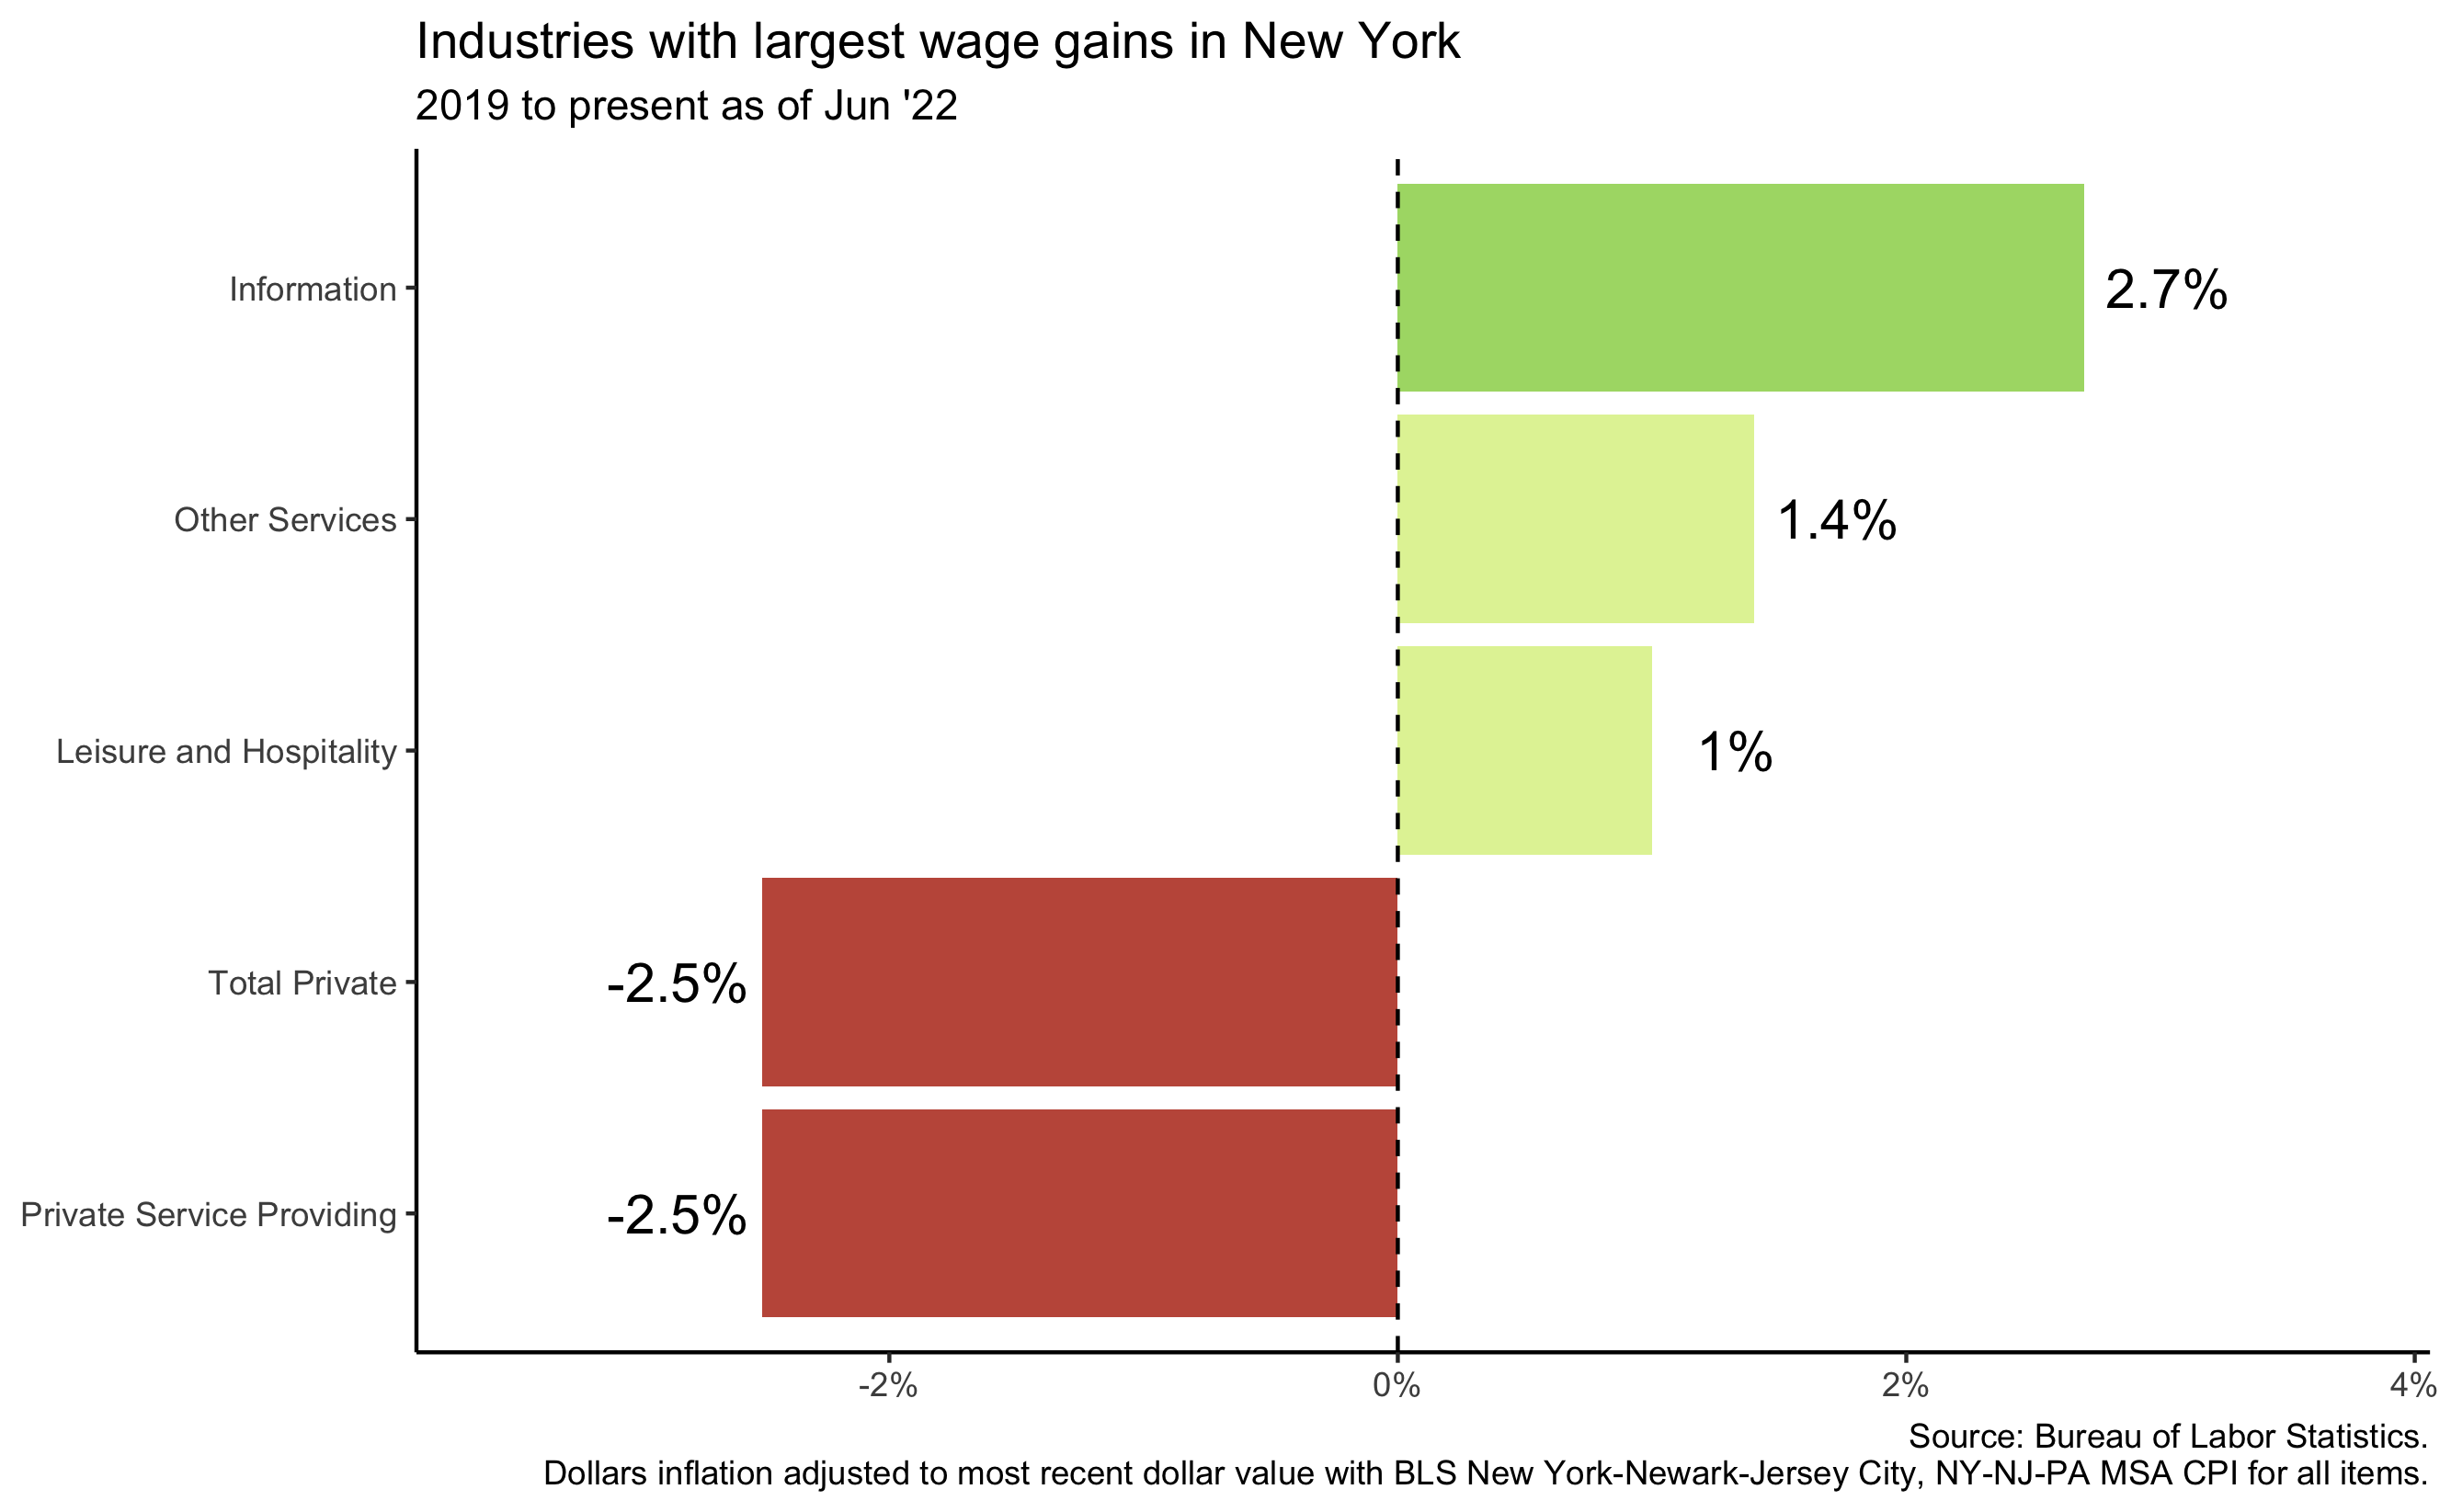 Industries with largest wage gains in New York
2019 to present as of Jun '22
Information
2.7%
Other Services
1.4%
Leisure and Hospitality
1%
Total Private
-2.5%
Private Service Providing
-2.5%
-2%
0%
2%
4%
Source: Bureau of Labor Statistics.
Dollars inflation adjusted to most recent dollar value with BLS New York-Newark-Jersey City, NY-NJ-PA MSA CPI for all items.